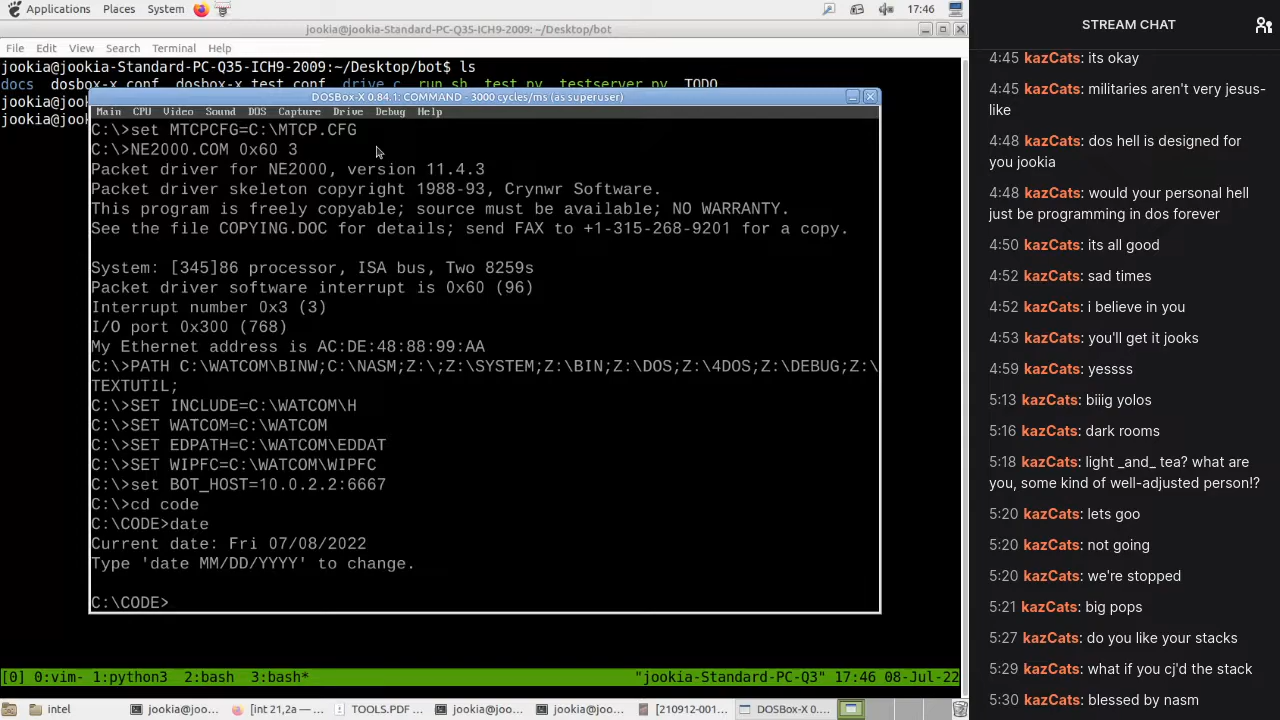 Applications Places System 17:46
jookia@jookia-Standard-PC-Q35-ICH9-2009: ~/Desktop/bot
File Edit View Search Terminal Help
jookia@jookia-Standard-PC-Q35-ICH9-2009:~/Desktop/bot$ ls
docs dosbox-x.conf dosbox-x_test.conf drive_c run.sh test.py testserver.py TODO
DOSBox-X 0.84.1: COMMAND - 3000 cycles/ms (as superuser)
Main CPU Video Sound DOS Capture Drive Debug Help
C:\>set MTCPCFG=C:\MTCP.CFG
C:\>NE2000.COM 0x60 3
Packet driver for NE2000, version 11.4.3
Packet driver skeleton copyright 1988-93, Crynwr Software.
This program is freely copyable; source must be available; NO WARRANTY.
See the file COPYING.DOC for details; send FAX to +1-315-268-9201 for a copy.
System: [345]86 processor, ISA bus, Two 8259s
Packet driver software interrupt is 0x60 (96)
Interrupt number 0x3 (3)
I/O port 0x300 (768)
My Ethernet address is AC:DE:48:88:99:AA
C:\>PATH C:\WATCOM\BINW;C:\NASM;Z:\;Z:\SYSTEM;Z:\BIN;Z:\DOS;Z:\4DOS;Z:\DEBUG;Z:\
TEXTUTIL;
C:\>SET INCLUDE=C:\WATCOM\H
C:\>SET WATCOM=C:\WATCOM
C:\>SET EDPATH=C:\WATCOM\EDDAT
C:\>SET WIPFC=C:\WATCOM\WIPFC
C:\>set BOT_HOST=10.0.2.2:6667
C:\>cd code
C:\CODE>date
Current date: Fri 07/08/2022
Type 'date MM/DD/YYYY' to change.
C:\CODE>
[0] 0:vim- 1:python3 2:bash 3:bash* "jookia-Standard-PC-Q3" 17:46 08-Jul-22
intel jookia@jooki... [int 21,2a —... TOOLS.PDF ... jookia@jooki... jookia@jooki... [210912-001... DOSBox-X 0....
STREAM CHAT
4:45 kazCats: its okay
4:45 kazCats: militaries aren't very jesus-
like
4:48 kazCats: dos hell is designed for
you jookia
4:48 kazCats: would your personal hell
just be programming in dos forever
4:50 kazCats: its all good
4:52 kazCats: sad times
4:52 kazCats: i believe in you
4:53 kazCats: you'll get it jooks
4:59 kazCats: yessss
5:13 kazCats: biiig yolos
5:16 kazCats: dark rooms
5:18 kazCats: light _and_ tea? what are
you, some kind of well-adjusted person!?
5:20 kazCats: lets goo
5:20 kazCats: not going
5:20 kazCats: we're stopped
5:21 kazCats: big pops
5:27 kazCats: do you like your stacks
5:29 kazCats: what if you cj'd the stack
5:30 kazCats: blessed by nasm